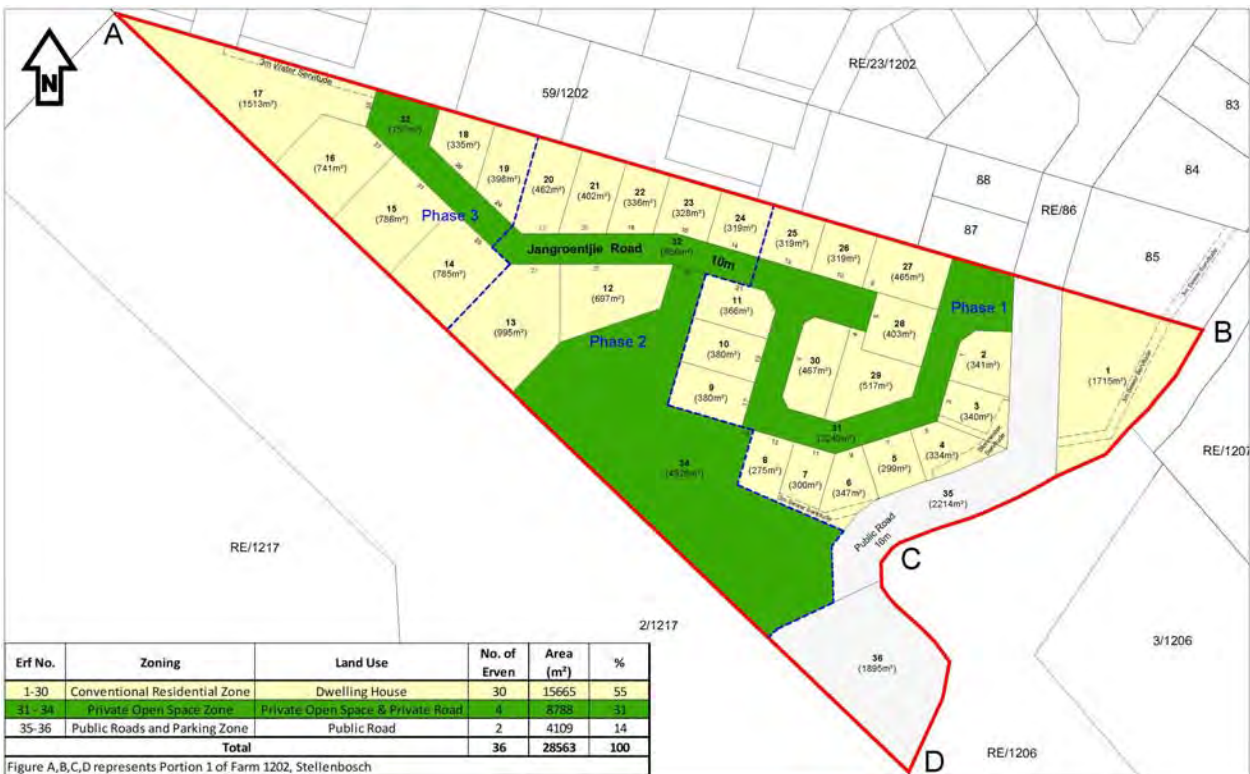 A
N
RE/23/1202
59/1202
83
84
88
RE/86
87
85
3m Water Servitude
17
(1513m²)
18
(335m²)
19
(398m²)
16
(741m²)
20
(462m²)
21
(402m²)
22
(336m²)
23
(328m²)
24
(319m²)
15
(786m²)
Phase 3
25
(319m²)
26
(319m²)
27
(465m²)
14
(785m²)
Jangroentjie Road
32
10m
Phase 1
12
(697m²)
11
(366m²)
28
(403m²)
13
(995m²)
Phase 2
10
(380m²)
30
(467m²)
29
(517m²)
2
(341m²)
1
(1715m²)
B
9
(380m²)
3
(340m²)
31
4
(334m²)
34
8
(275m²)
7
(300m²)
6
(347m²)
5
(299m²)
35
(2214m²)
RE/1207
Public Road
16m
C
RE/1217
2/1217
3/1206
36
(1895m²)
RE/1206
D
Erf No. Zoning Land Use No. of Erven Area (m²) %
1-30 Conventional Residential Zone Dwelling House 30 15665 55
31 - 34 Private Open Space Zone Private Open Space & Private Road 4 8788 31
35-36 Public Roads and Parking Zone Public Road 2 4109 14
Total 36 28563 100
Figure A,B,C,D represents Portion 1 of Farm 1202, Stellenbosch